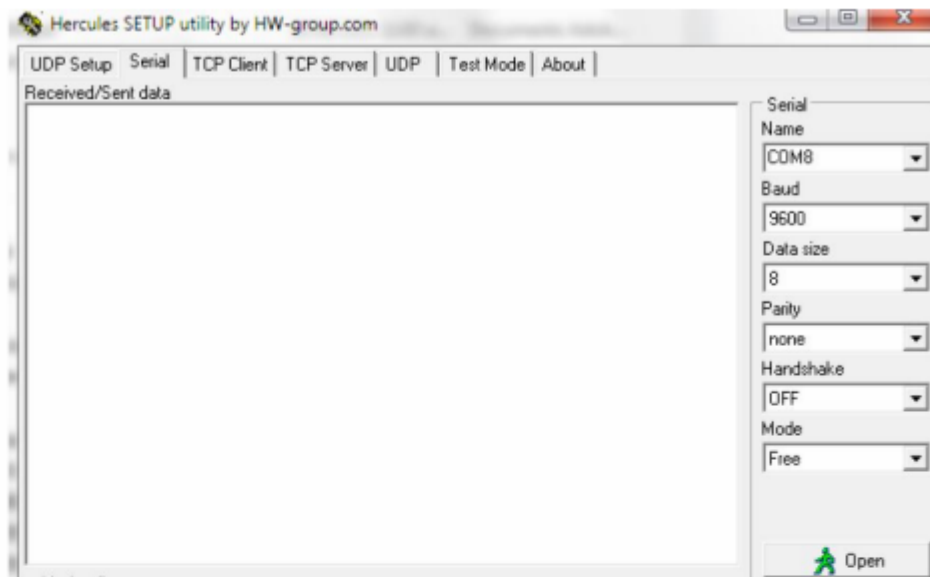 Hercules SETUP utility by HW-group.com
UDP Setup Serial TCP Client TCP Server UDP Test Mode About
Received/Sent data
Serial
Name
COM8
Baud
9600
Data size
8
Parity
none
Handshake
OFF
Mode
Free
Open